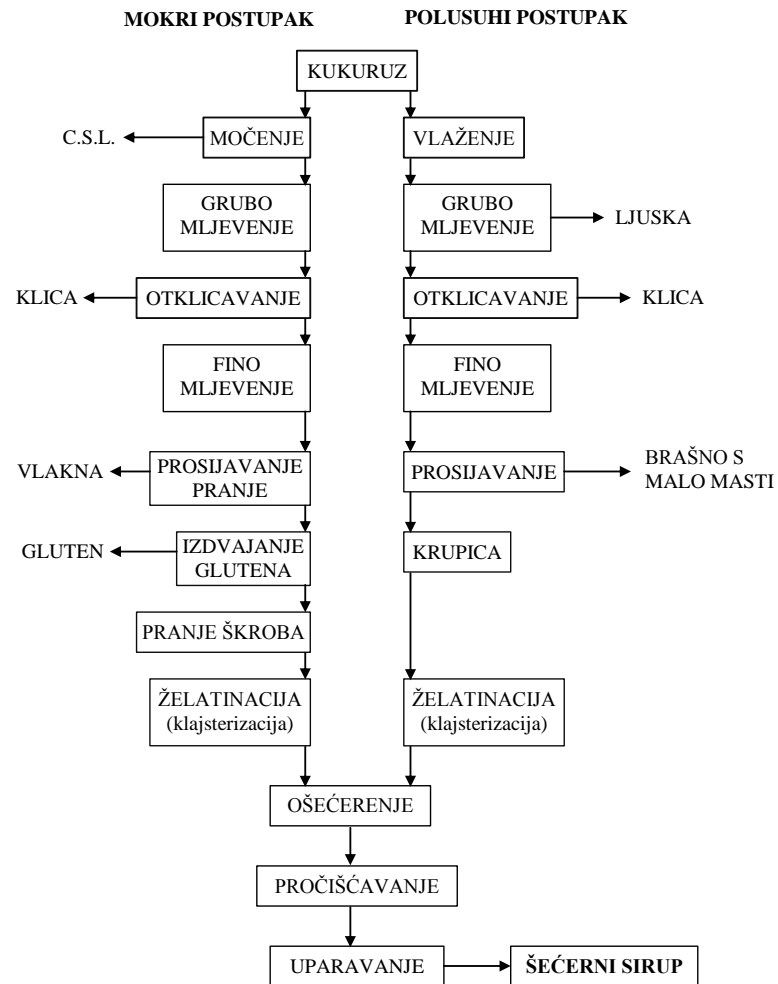 MOKRI POSTUPAK
POLUSUHI POSTUPAK
KUKURUZ
C.S.L.
MOČENJE
VLAŽENJE
GRUBO
MLJEVENJE
GRUBO
MLJEVENJE
LJUSKA
KLICA
OTKLICAVANJE
OTKLICAVANJE
KLICA
FINO
MLJEVENJE
FINO
MLJEVENJE
VLAKNA
PROSIJAVANJE
PRANJE
PROSIJAVANJE
BRAŠNO S
MALO MASTI
GLUTEN
IZDVAJANJE
GLUTENA
KRUPICA
PRANJE ŠKROBA
ŽELATINACIJA
(klajsterizacija)
ŽELATINACIJA
(klajsterizacija)
OŠEĆERENJE
PROČIŠĆAVANJE
UPARAVANJE
ŠEĆERNI SIRUP